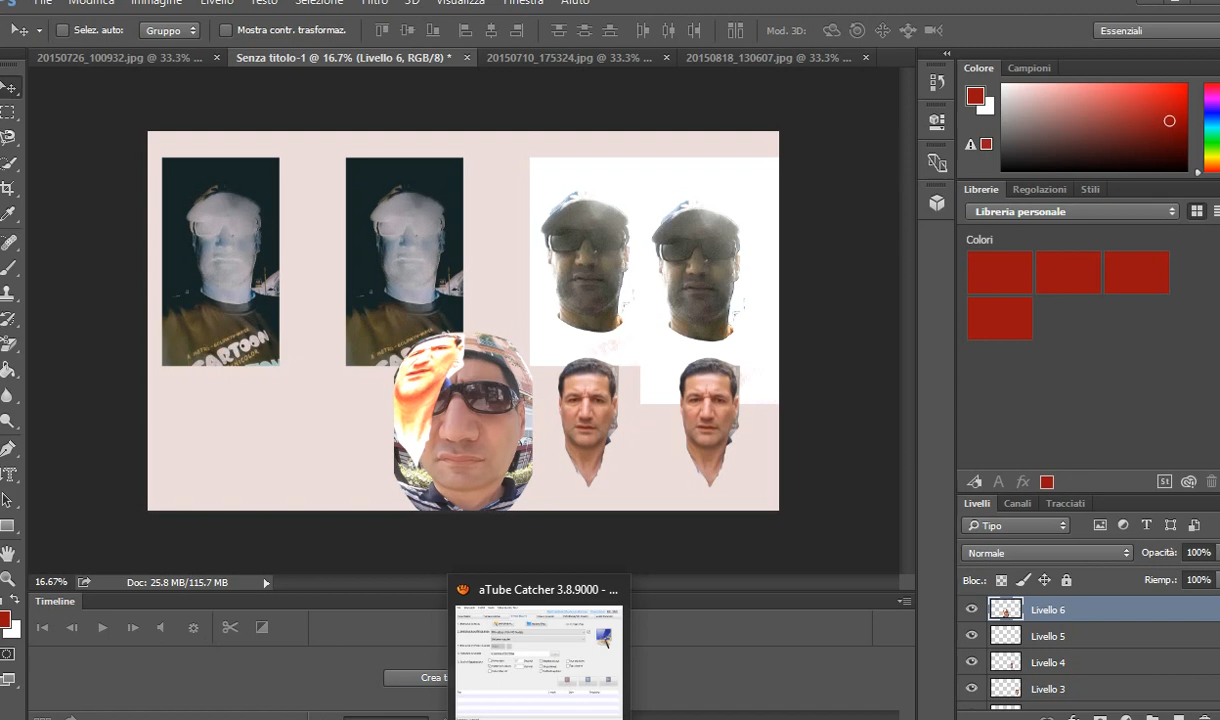 File Modifica Immagine Livello Testo Selezione Filtro 3D Visualizza Finestra Aiuto
Selez. auto: Gruppo Mostra contr. trasformaz. Mod. 3D: Essenziali
20150726_100932.jpg @ 33.3% ... × Senza titolo-1 @ 16.7% (Livello 6, RGB/8) * × 20150710_175324.jpg @ 33.3% ... × 20150818_130607.jpg @ 33.3% ... ×
Colore Campioni
Librerie Regolazioni Stili
Libreria personale
Colori
CARTOON
CARTOON
fx St
Livelli Canali Tracciati
Tipo T
Normale Opacità: 100%
Bloc.: Riemp.: 100%
Livello 6
Livello 5
Livello 4
Livello 3
16.67% Doc: 25.8 MB/115.7 MB
Timeline
Crea t
aTube Catcher 3.8.9000 - ...